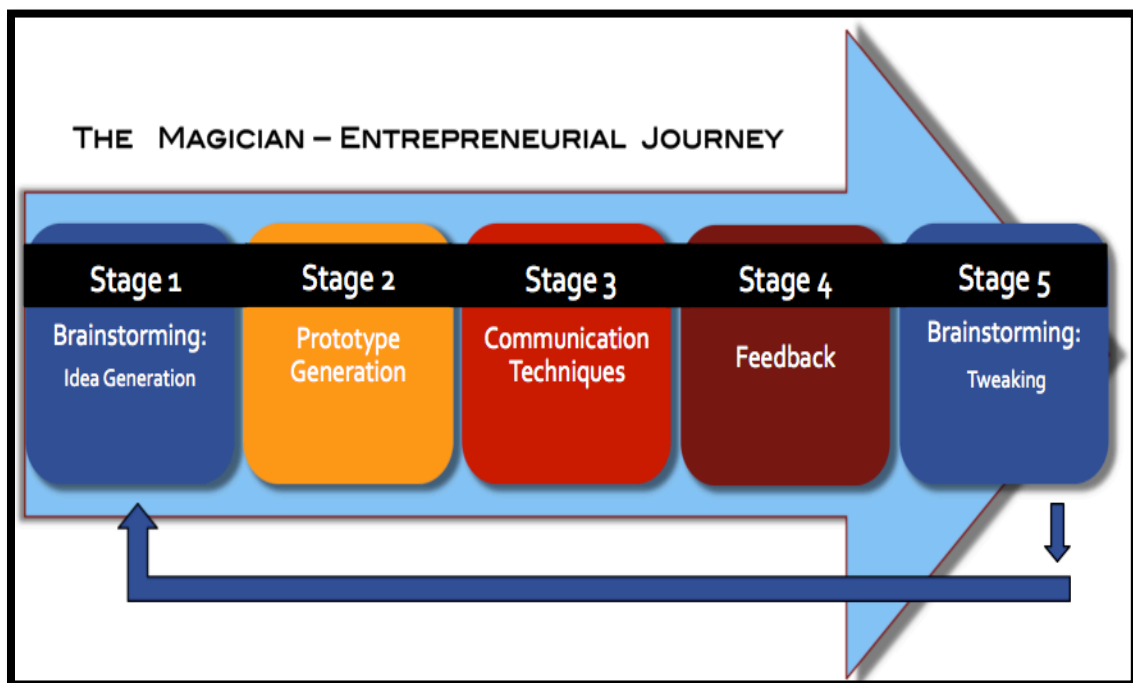 The Magician – Entrepreneurial Journey
Stage 1
Brainstorming:
Idea Generation
Stage 2
Prototype
Generation
Stage 3
Communication
Techniques
Stage 4
Feedback
Stage 5
Brainstorming:
Tweaking